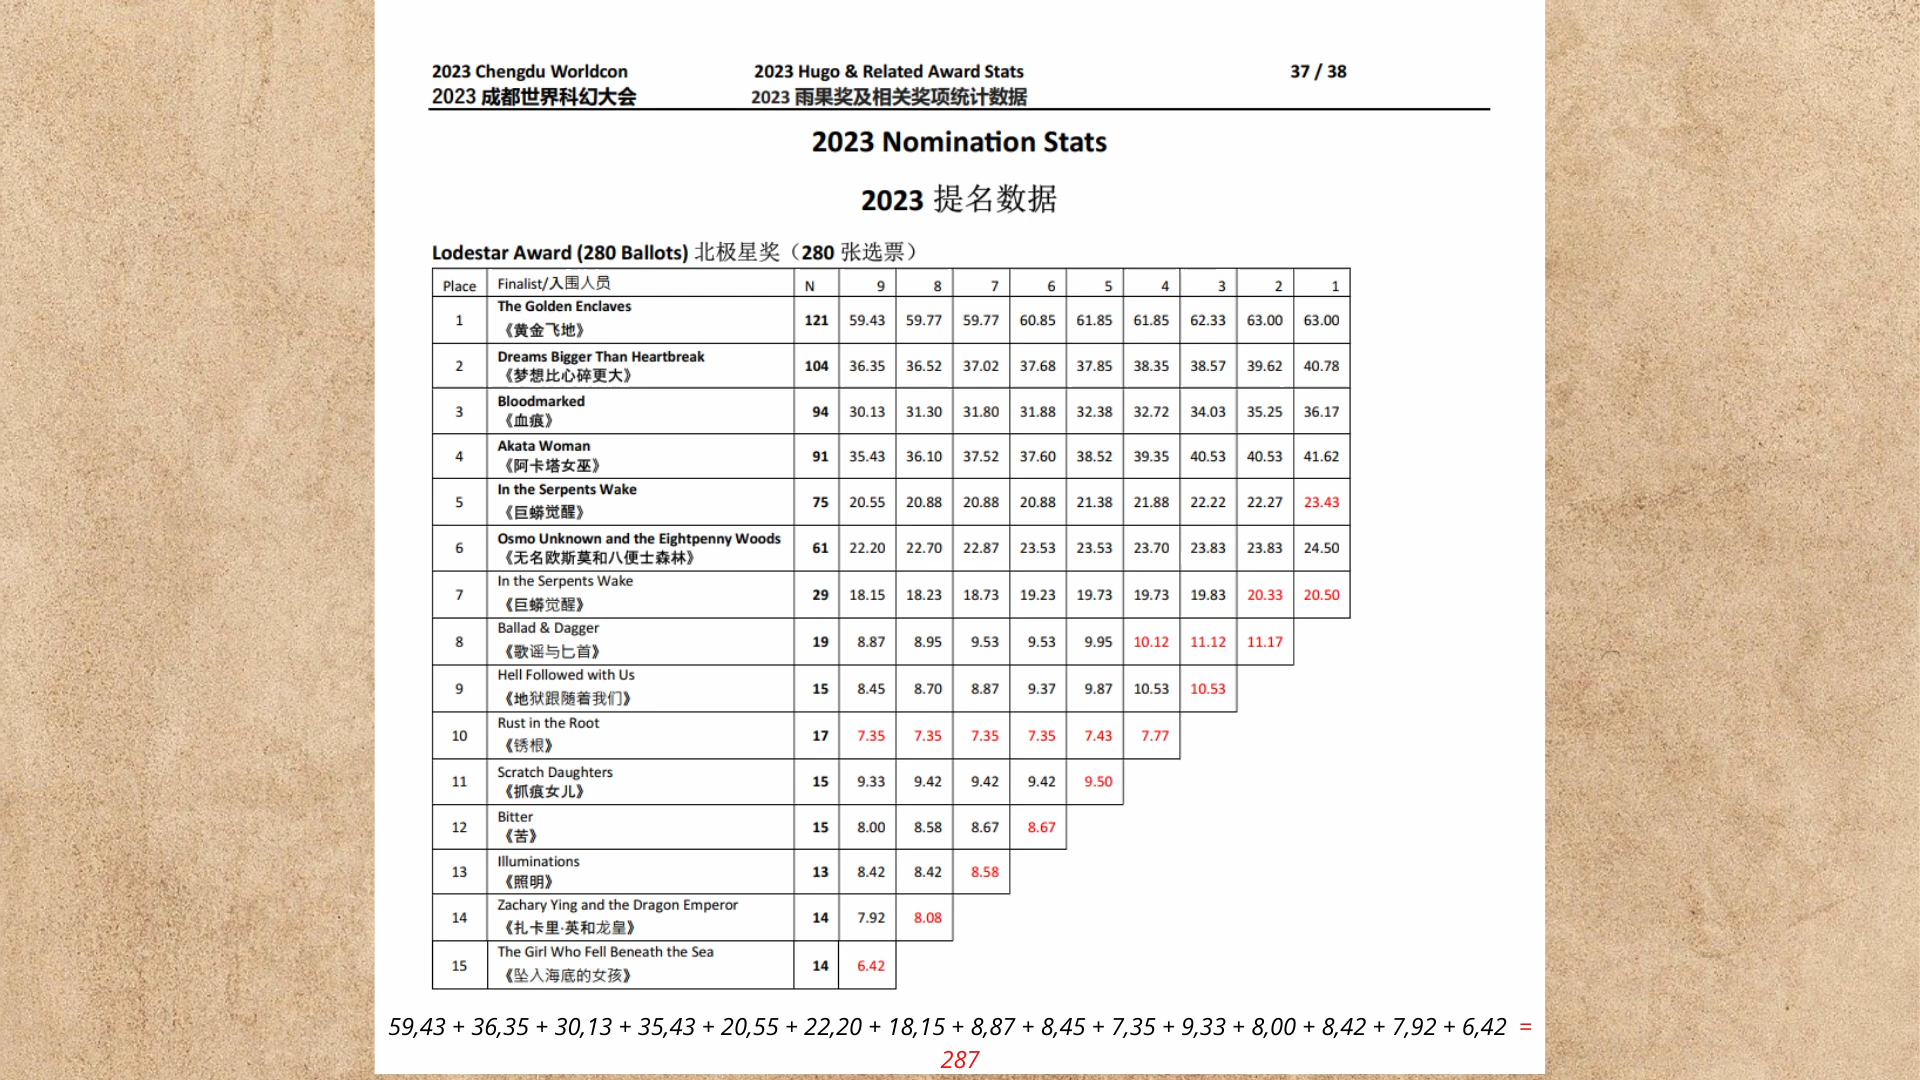 2023 Chengdu Worldcon 2023 Hugo & Related Award Stats 37 / 38
2023 成都世界科幻大会 2023 雨果奖及相关奖项统计数据
2023 Nomination Stats
2023 提名数据
Lodestar Award (280 Ballots) 北极星奖（280 张选票）
Place Finalist/入围人员 N 9 8 7 6 5 4 3 2 1
1 The Golden Enclaves 121 59.43 59.77 59.77 60.85 61.85 61.85 62.33 63.00 63.00
《黄金飞地》
2 Dreams Bigger Than Heartbreak 104 36.35 36.52 37.02 37.68 37.85 38.35 38.57 39.62 40.78
《梦想比心碎更大》
3 Bloodmarked 94 30.13 31.30 31.80 31.88 32.38 32.72 34.03 35.25 36.17
《血痕》
4 Akata Woman 91 35.43 36.10 37.52 37.60 38.52 39.35 40.53 40.53 41.62
《阿卡塔女巫》
5 In the Serpents Wake 75 20.55 20.88 20.88 20.88 21.38 21.88 22.22 22.27 23.43
《巨蟒觉醒》
6 Osmo Unknown and the Eightpenny Woods 61 22.20 22.70 22.87 23.53 23.53 23.70 23.83 23.83 24.50
《无名欧斯莫和八便士森林》
7 In the Serpents Wake 29 18.15 18.23 18.73 19.23 19.73 19.73 19.83 20.33 20.50
《巨蟒觉醒》
8 Ballad & Dagger 19 8.87 8.95 9.53 9.53 9.95 10.12 11.12 11.17
《歌谣与匕首》
9 Hell Followed with Us 15 8.45 8.70 8.87 9.37 9.87 10.53 10.53
《地狱跟随着我们》
10 Rust in the Root 17 7.35 7.35 7.35 7.35 7.43 7.77
《锈根》
11 Scratch Daughters 15 9.33 9.42 9.42 9.42 9.50
《抓痕女儿》
12 Bitter 15 8.00 8.58 8.67 8.67
《苦》
13 Illuminations 13 8.42 8.42 8.58
《照明》
14 Zachary Ying and the Dragon Emperor 14 7.92 8.08
《扎卡里·英和龙皇》
15 The Girl Who Fell Beneath the Sea 14 6.42
《坠入海底的女孩》
59,43 + 36,35 + 30,13 + 35,43 + 20,55 + 22,20 + 18,15 + 8,87 + 8,45 + 7,35 + 9,33 + 8,00 + 8,42 + 7,92 + 6,42 =
287